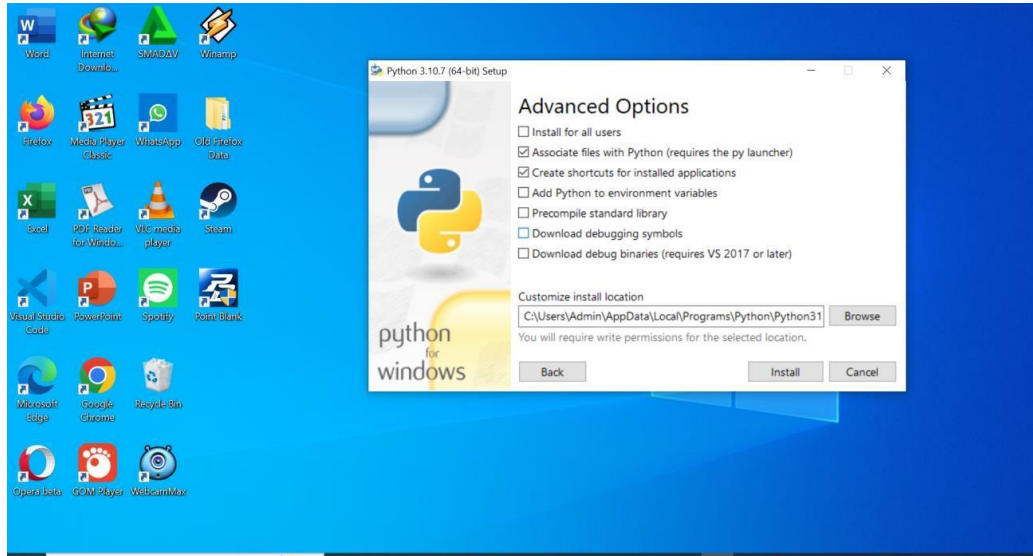 Word
Internet
Downlo...
SMADAV
Winamp
Firefox
Media Player
Classic
WhatsApp
Old Firefox
Data
Excel
PDF Reader
for Windo...
VLC media
player
Steam
Visual Studio
Code
PowerPoint
Spotify
Point Blank
Microsoft
Edge
Google
Chrome
Recycle Bin
Opera beta
GOM Player
WebcamMax
Python 3.10.7 (64-bit) Setup
Advanced Options
Install for all users
Associate files with Python (requires the py launcher)
Create shortcuts for installed applications
Add Python to environment variables
Precompile standard library
Download debugging symbols
Download debug binaries (requires VS 2017 or later)
Customize install location
C:\Users\Admin\AppData\Local\Programs\Python\Python31
Browse
You will require write permissions for the selected location.
python
for
windows
Back
Install
Cancel